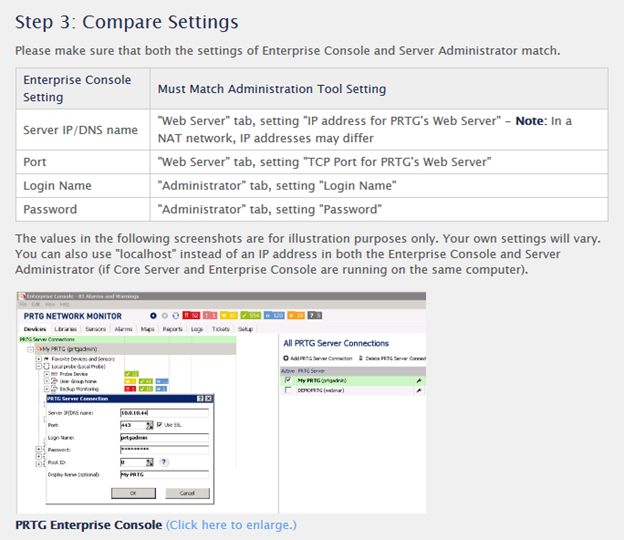 Step 3: Compare Settings
Please make sure that both the settings of Enterprise Console and Server Administrator match.
Enterprise Console
Setting
Must Match Administration Tool Setting
Server IP/DNS name
"Web Server" tab, setting "IP address for PRTG's Web Server" – Note: In a
NAT network, IP addresses may differ
Port
"Web Server" tab, setting "TCP Port for PRTG's Web Server"
Login Name
"Administrator" tab, setting "Login Name"
Password
"Administrator" tab, setting "Password"
The values in the following screenshots are for illustration purposes only. Your own settings will vary.
You can also use "localhost" instead of an IP address in both the Enterprise Console and Server
Administrator (if Core Server and Enterprise Console are running on the same computer).
Enterprise Console - 81 Alarms and Warnings
File Edit View Help
PRTG NETWORK MONITOR
Devices Libraries Sensors Alarms Maps Reports Logs Tickets Setup
PRTG Server Connections
My PRTG (prtgadmin)
Favorite Devices and Sensors
Local probe (Local Probe)
Probe Device
User Group home
Backup Monitoring
PRTG Server Connection
Server IP/DNS name:
10.0.10.44
Port:
443
Use SSL
Login Name:
prtgadmin
Password:
*********
Root ID:
0
Display Name (optional):
My PRTG
OK
Cancel
All PRTG Server Connections
Add PRTG Server Connection
Delete PRTG Server Connect
Active PRTG Server
My PRTG (prtgadmin)
DEMOPRTG (webinar)
PRTG Enterprise Console (Click here to enlarge.)